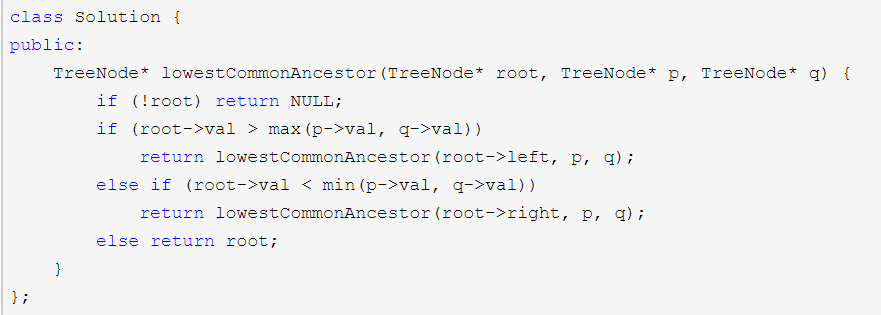 class Solution {
public:
    TreeNode* lowestCommonAncestor(TreeNode* root, TreeNode* p, TreeNode* q) {
        if (!root) return NULL;
        if (root->val > max(p->val, q->val))
            return lowestCommonAncestor(root->left, p, q);
        else if (root->val < min(p->val, q->val))
            return lowestCommonAncestor(root->right, p, q);
        else return root;
    }
};